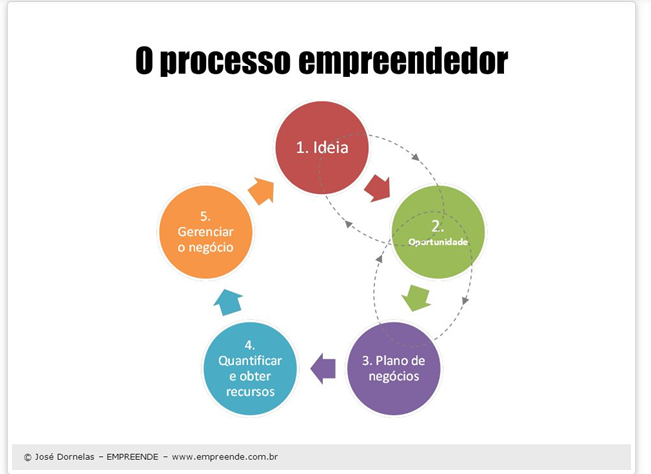 O processo empreendedor
1. Ideia
2.
Oportunidade
3. Plano de
negócios
4.
Quantificar
e obter
recursos
5.
Gerenciar
o negócio
© José Dornelas – EMPREENDE – www.empreende.com.br